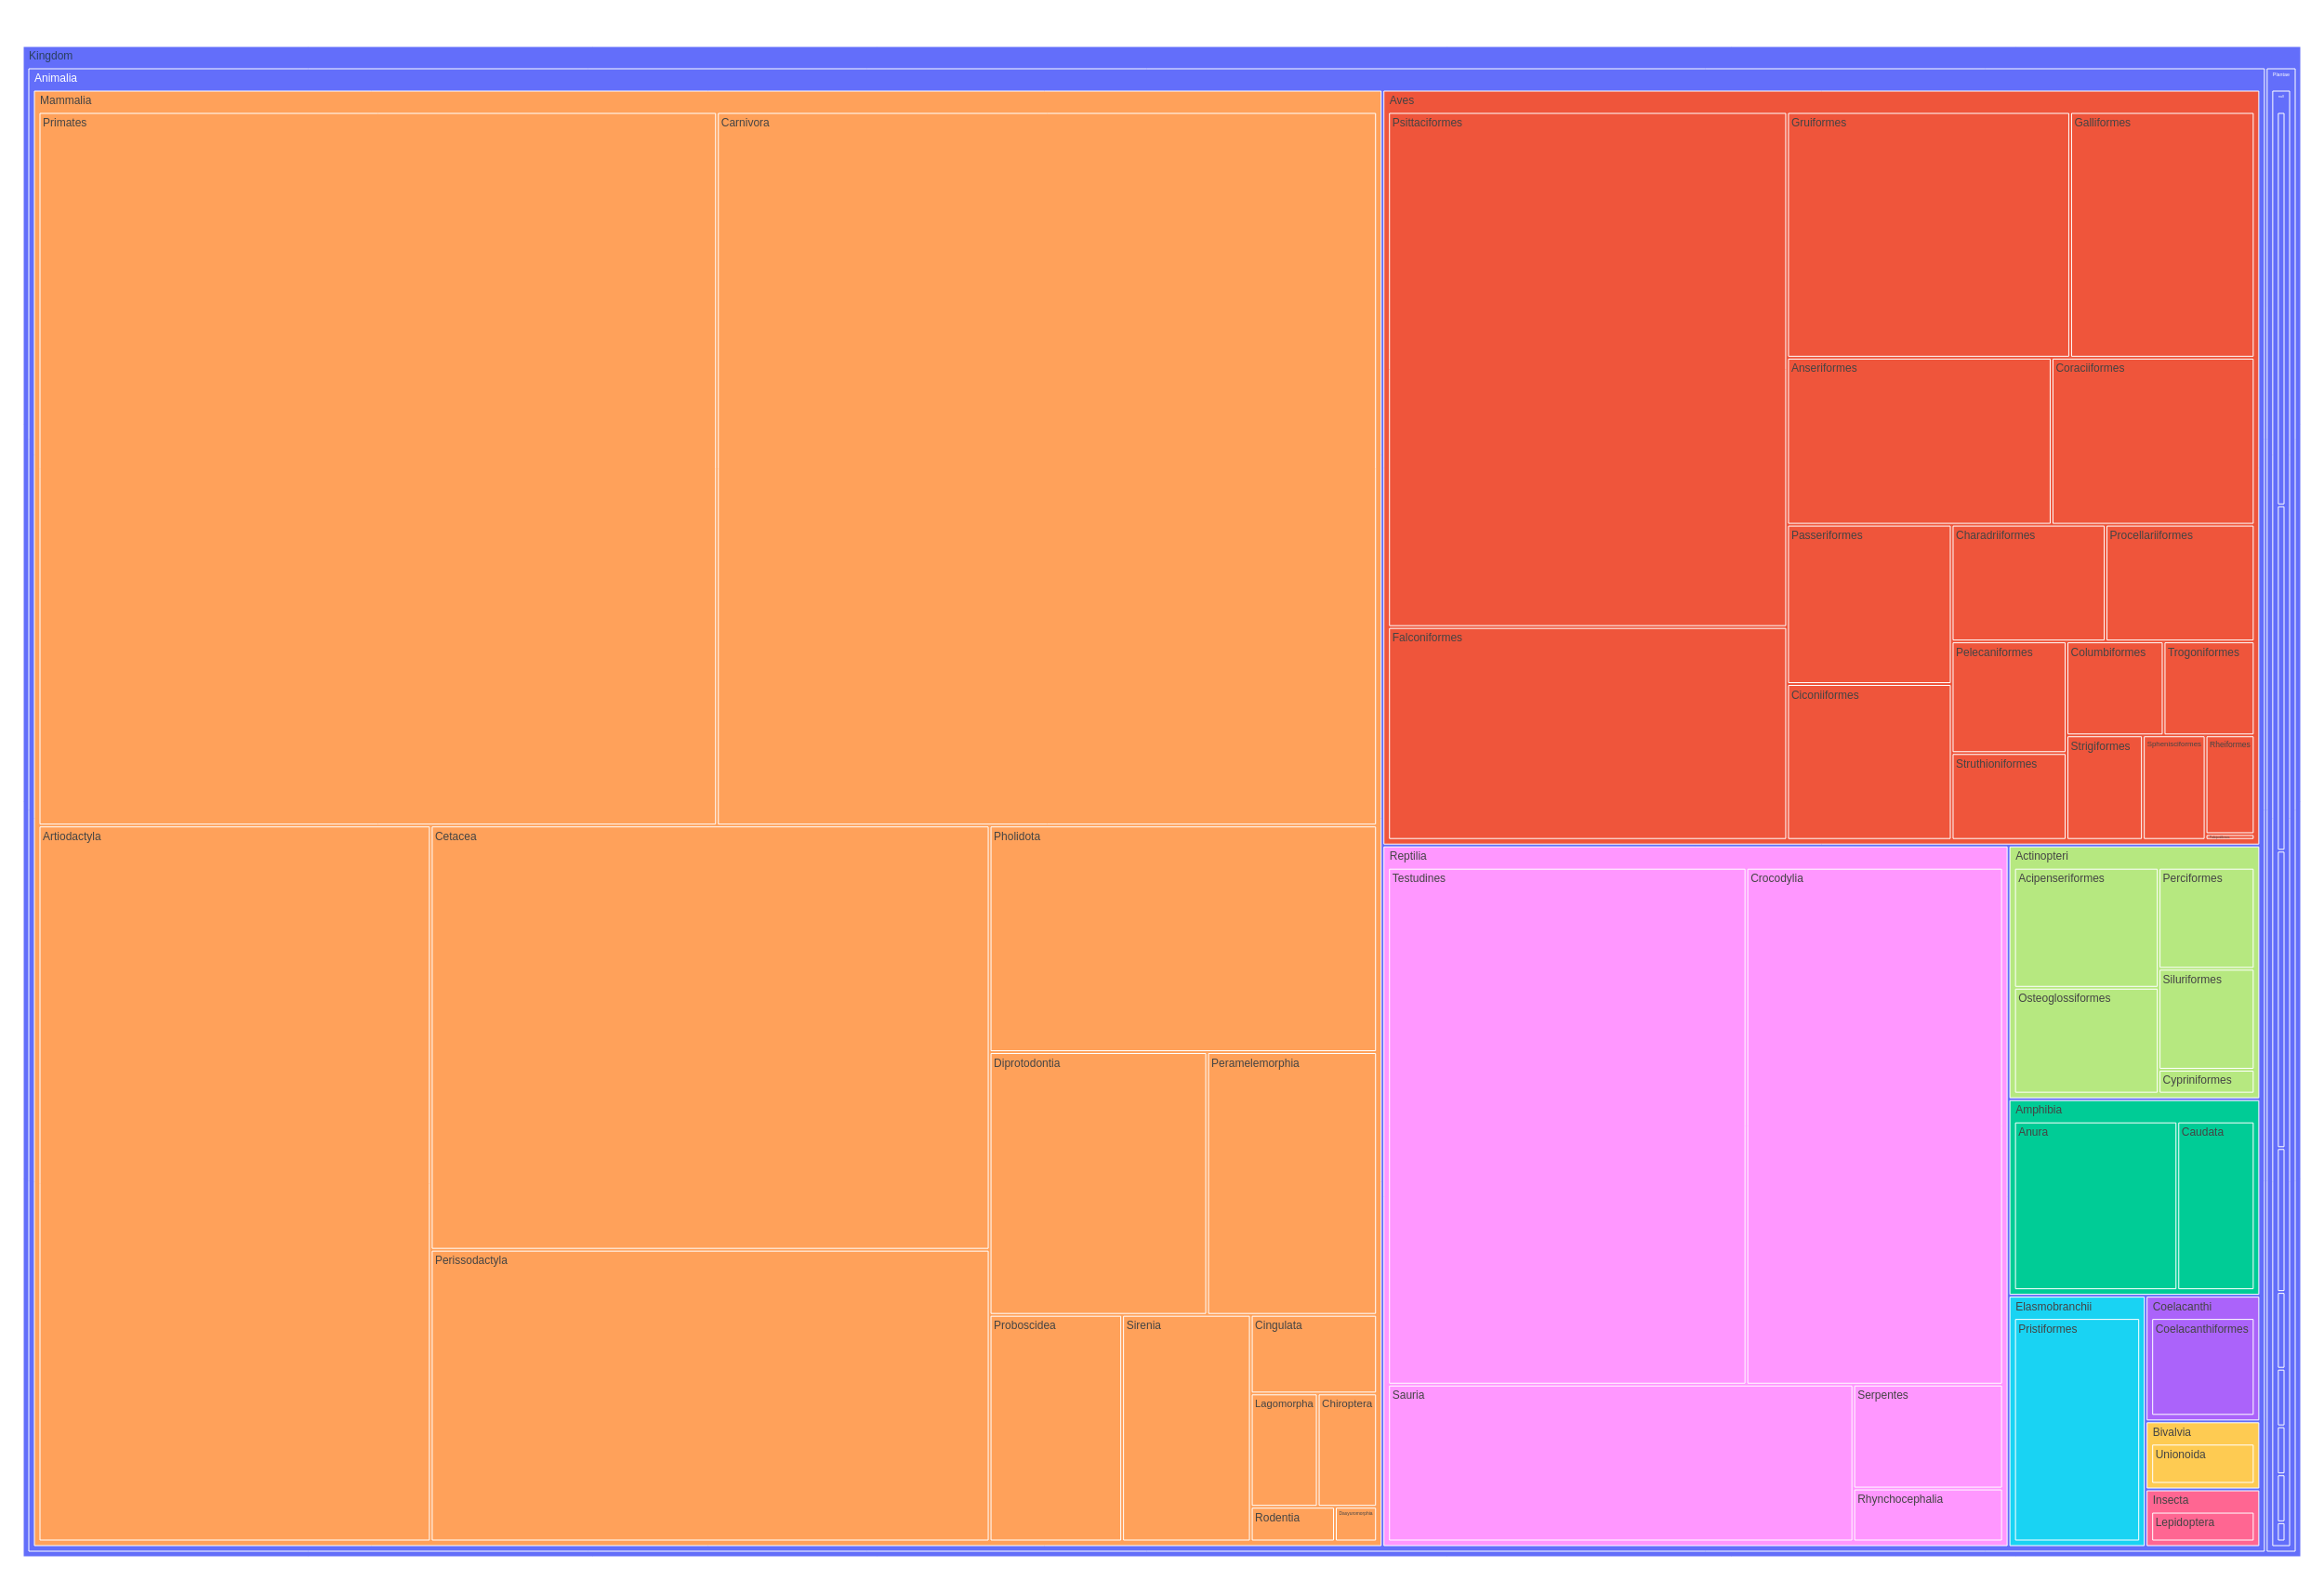 Kingdom
Animalia
Plantae
Mammalia
Primates
Carnivora
Artiodactyla
Cetacea
Pholidota
Perissodactyla
Diprotodontia
Peramelemorphia
Proboscidea
Sirenia
Cingulata
Lagomorpha
Chiroptera
Rodentia
Dasyuromorphia
Aves
Psittaciformes
Gruiformes
Galliformes
Anseriformes
Coraciiformes
Falconiformes
Passeriformes
Charadriiformes
Procellariiformes
Ciconiiformes
Pelecaniformes
Columbiformes
Trogoniformes
Struthioniformes
Strigiformes
Sphenisciformes
Rheiformes
Reptilia
Testudines
Crocodylia
Sauria
Serpentes
Rhynchocephalia
Actinopteri
Acipenseriformes
Perciformes
Osteoglossiformes
Siluriformes
Cypriniformes
Amphibia
Anura
Caudata
Elasmobranchii
Pristiformes
Coelacanthi
Coelacanthiformes
Bivalvia
Unionoida
Insecta
Lepidoptera